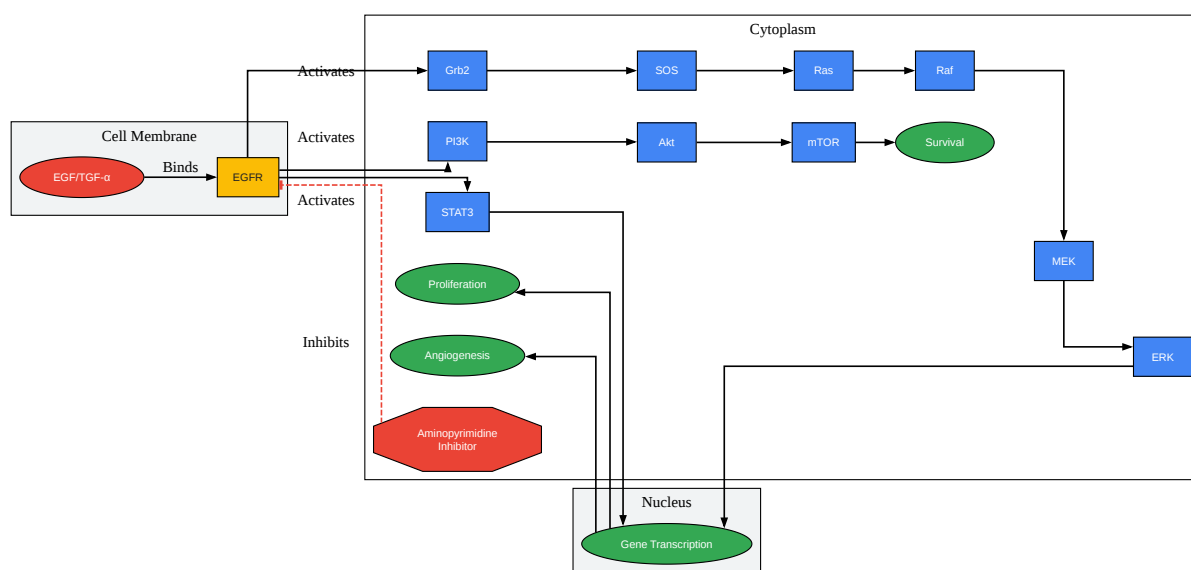 Cytoplasm
Activates
Grb2
SOS
Ras
Raf
Cell Membrane
Activates
PI3K
Akt
mTOR
Survival
EGF/TGF-α
Binds
EGFR
Activates
STAT3
MEK
Proliferation
Inhibits
Angiogenesis
ERK
Aminopyrimidine
Inhibitor
Nucleus
Gene Transcription